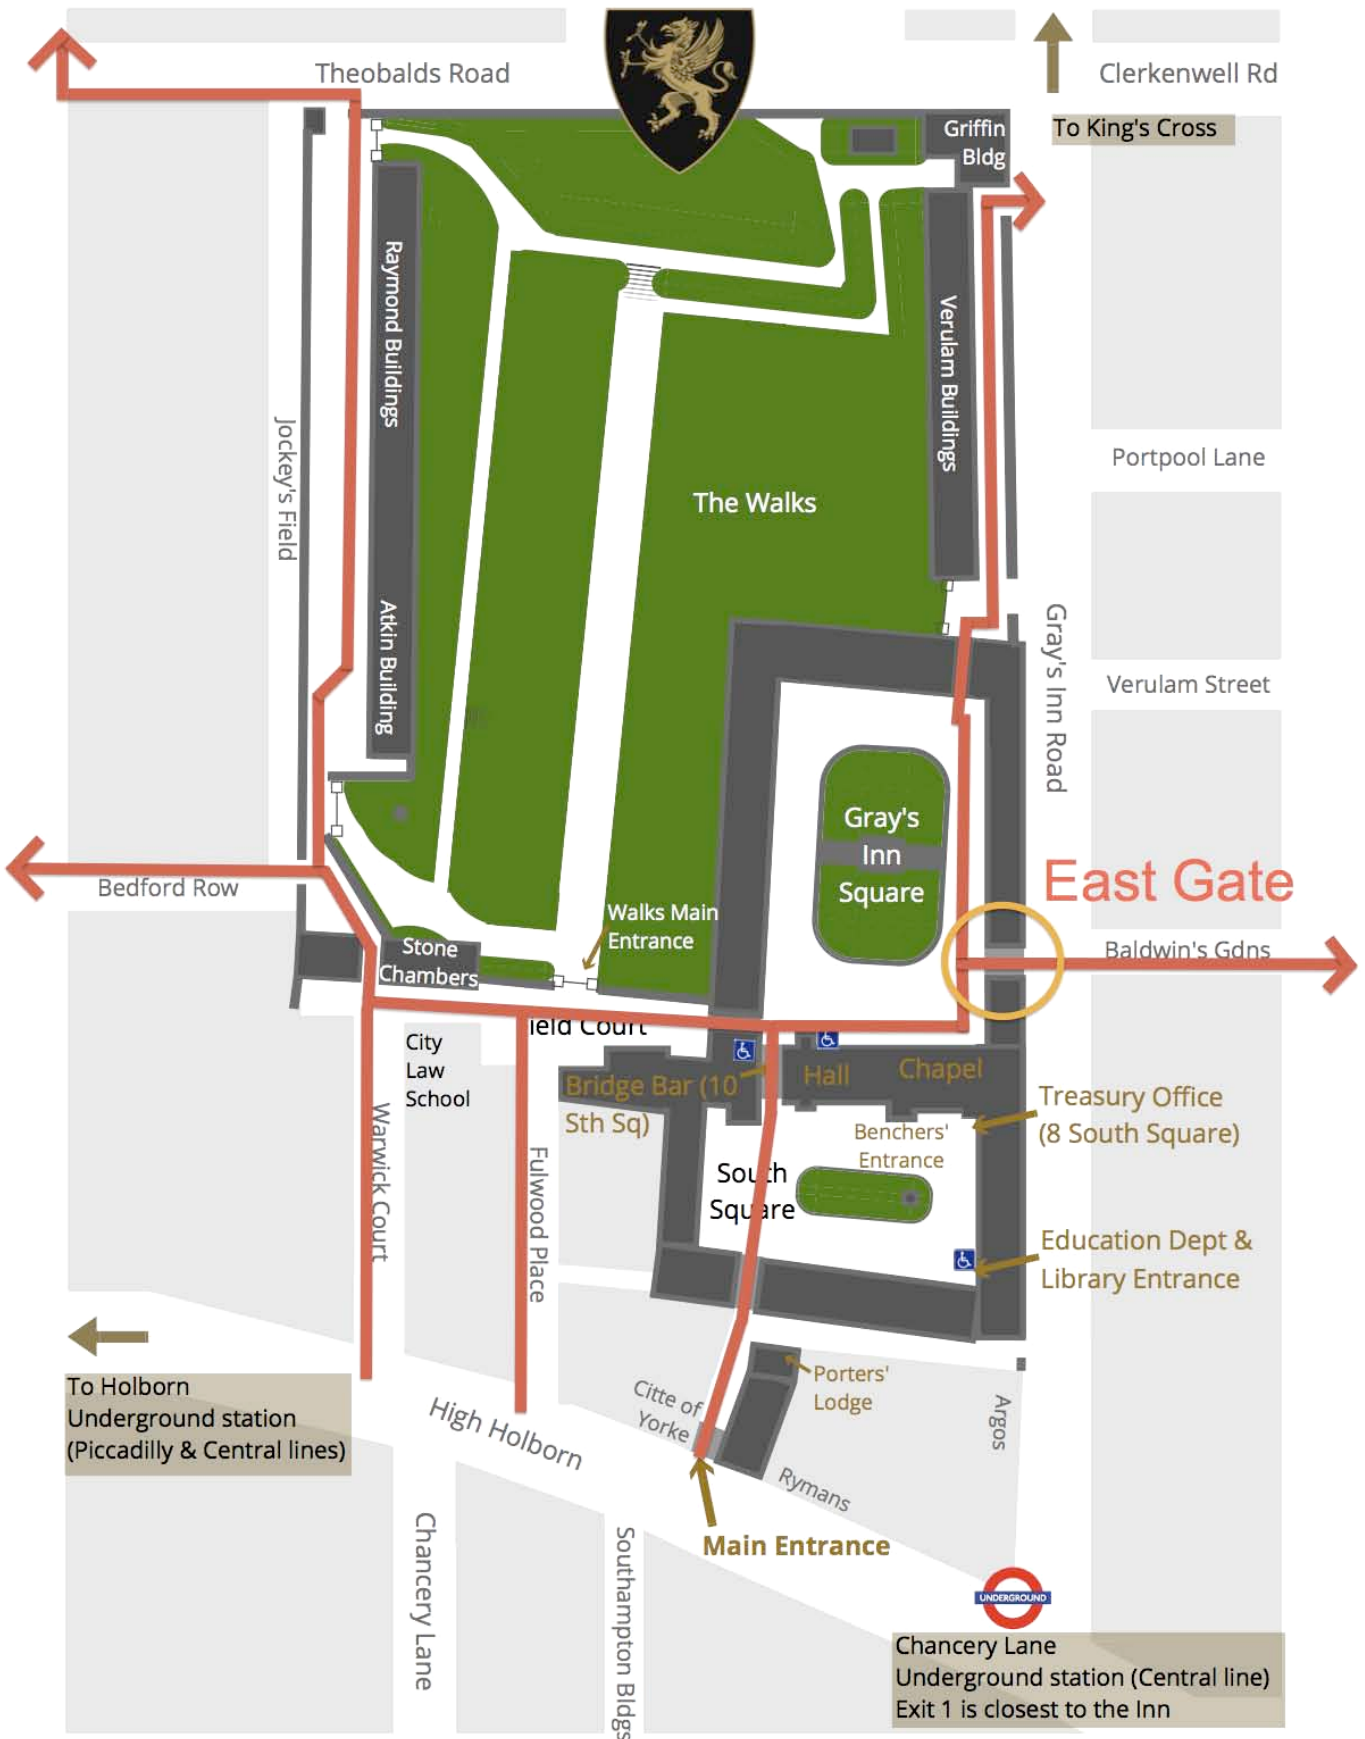 Theobalds Road
Clerkenwell Rd
To King's Cross
Griffin
Bldg
Raymond Buildings
Verulam Buildings
Jockey's Field
Portpool Lane
The Walks
Atkin Building
Gray's Inn Road
Verulam Street
Gray's
Inn
Square
East Gate
Bedford Row
Walks Main
Entrance
Baldwin's Gdns
Stone
Chambers
ield Court
City
Law
School
Bridge Bar (10
Sth Sq)
Hall
Chapel
Treasury Office
(8 South Square)
Warwick Court
Fulwood Place
Benchers'
Entrance
South
Square
Education Dept &
Library Entrance
To Holborn
Underground station
(Piccadilly & Central lines)
High Holborn
Citte of
Yorke
Porters'
Lodge
Argos
Rymans
Main Entrance
Chancery Lane
Southampton Bldgs
UNDERGROUND
Chancery Lane
Underground station (Central line)
Exit 1 is closest to the Inn